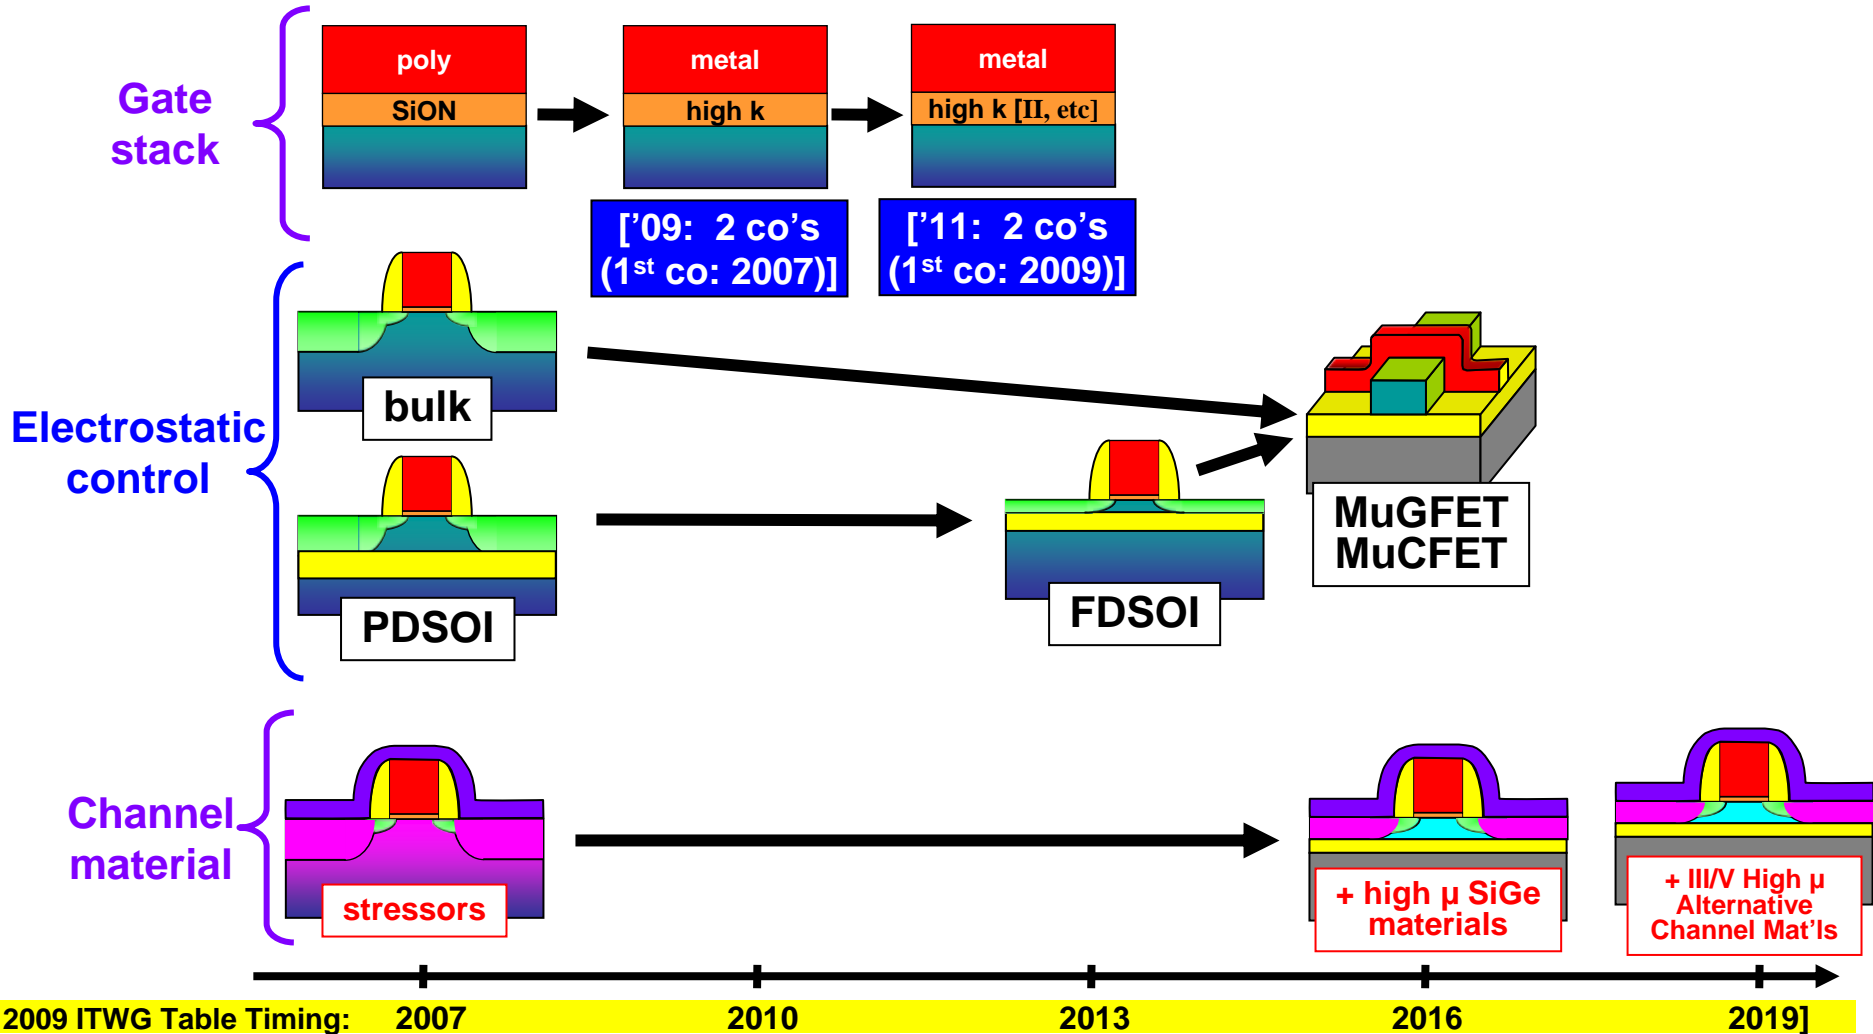 Gate
stack
poly
SiON
metal
high k
metal
high k [II, etc]
[’09:  2 co’s
(1st co: 2007)]
[’11:  2 co’s
(1st co: 2009)]
Electrostatic
control
bulk
PDSOI
FDSOI
MuGFET
MuCFET
Channel
material
stressors
+ high µ SiGe
materials
+ III/V High µ
Alternative
Channel Mat'ls
2009 ITWG Table Timing: 2007 2010 2013 2016 2019]